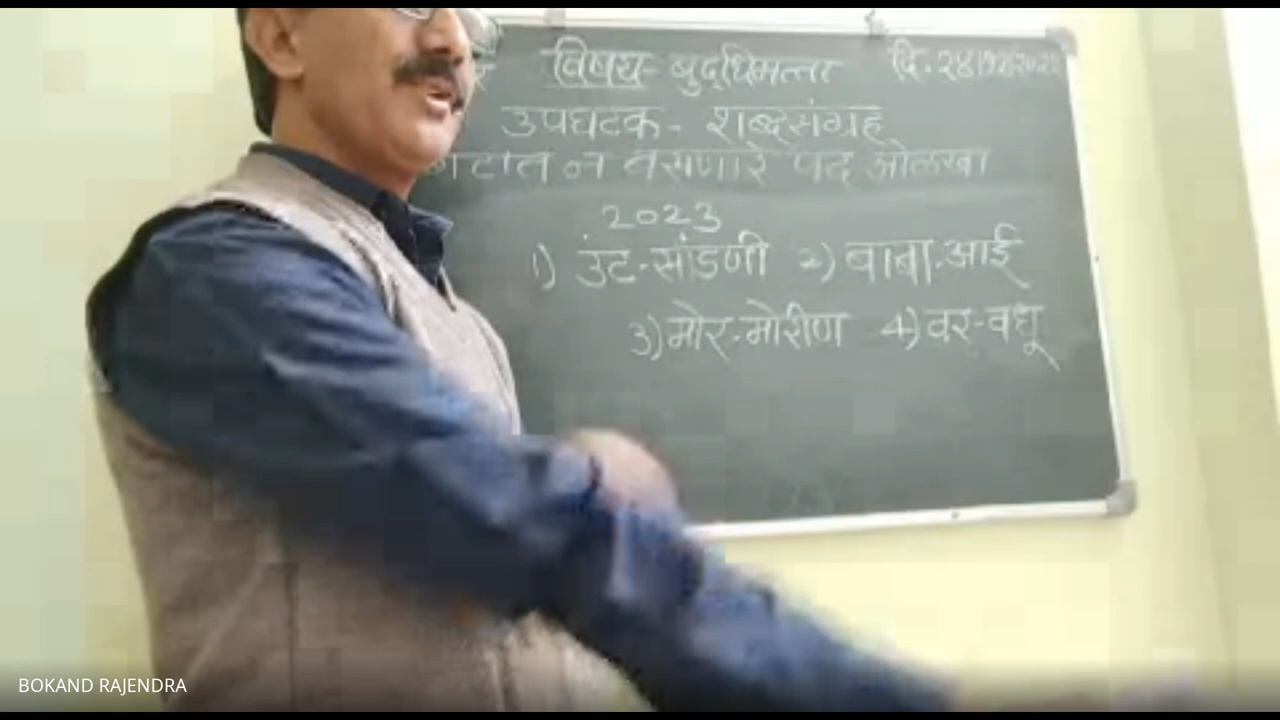 विषय- बुद्धिमत्ता
उपघटक- शब्दसंग्रह
गटात न बसणारे पद ओळखा
2023
1) उंट-सांडणी 2) बाबा-आई
3) मोर-मोरीण 4) वर-वधू
BOKAND RAJENDRA